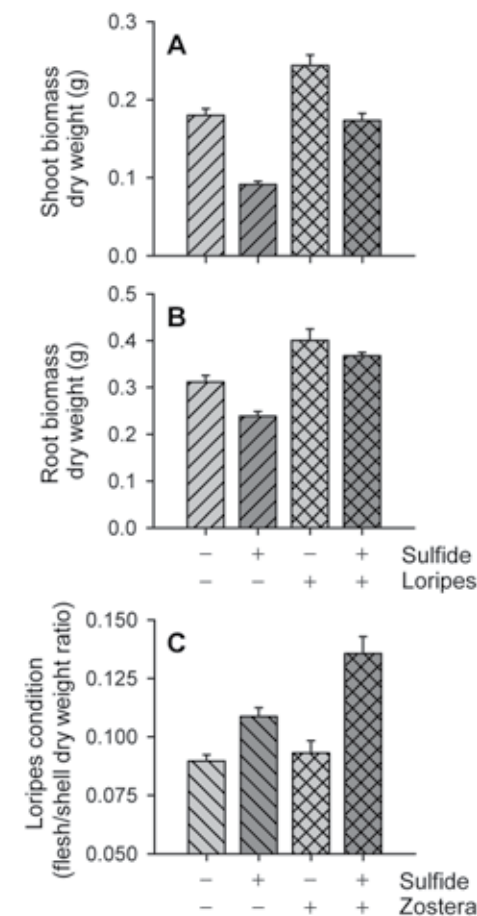 A
Shoot biomass
dry weight (g)
0.3
0.2
0.1
0.0
B
Root biomass
dry weight (g)
0.5
0.4
0.3
0.2
0.1
0.0
− + − + Sulfide
− − + + Loripes
C
Loripes condition
(flesh/shell dry weight ratio)
0.150
0.125
0.100
0.075
0.050
− + − + Sulfide
− − + + Zostera